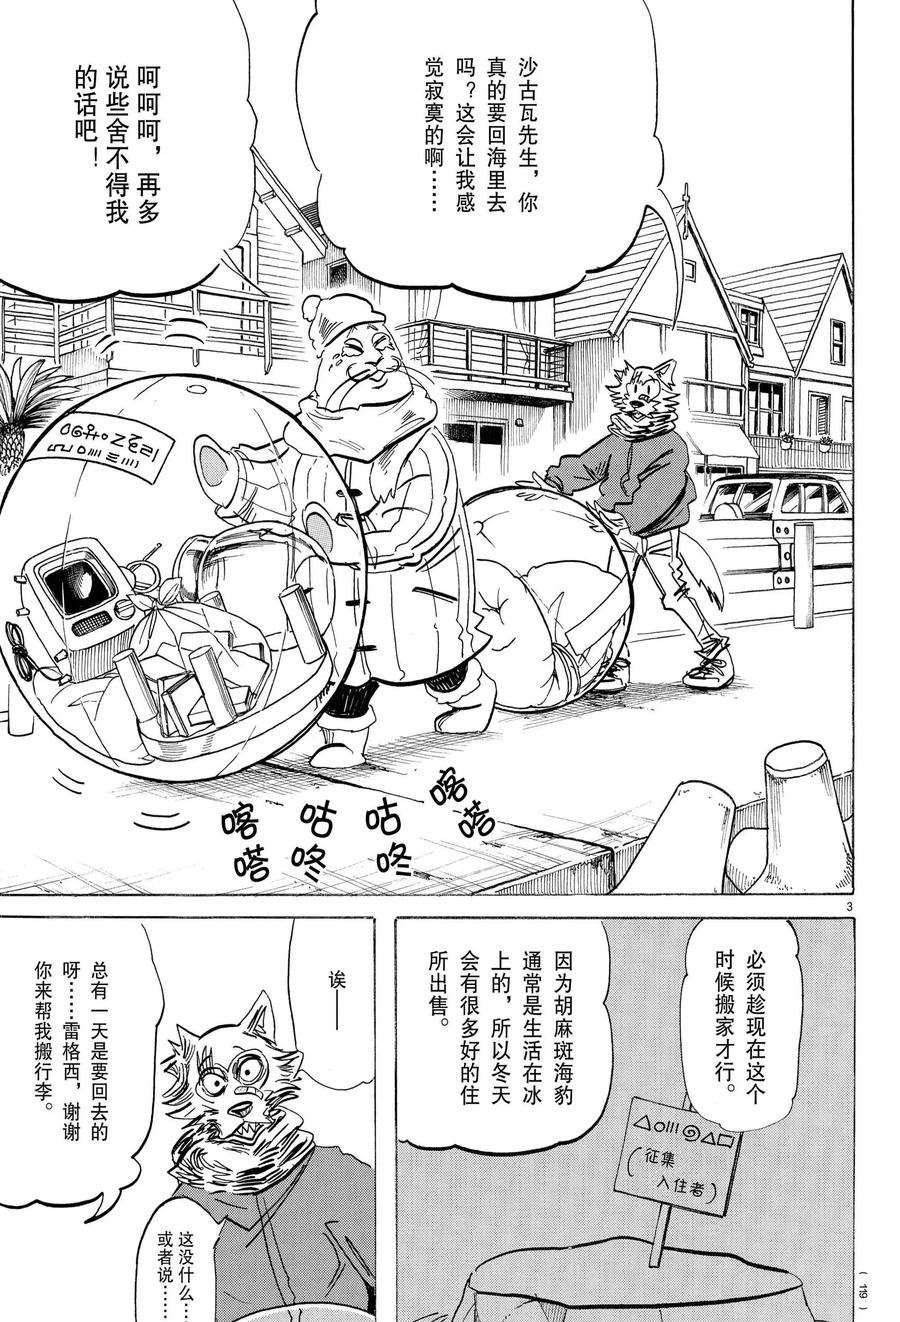 沙古瓦先生，你
真的要回海里去
吗？这会让我感
觉寂寞的啊……
呵呵呵，再多
说些舍不得我
的话吧！
喀
嗒
咕
咚
咕
咚
喀
嗒
3
必须趁现在这个
时候搬家才行。
因为胡麻斑海豹
通常是生活在冰
上的，所以冬天
会有很多好的住
所出售。
（征集
入住者）
诶—
总有一天是要回去的
呀……雷格西，谢谢
你来帮我搬行李。
这没什么…
或者说……
（119）